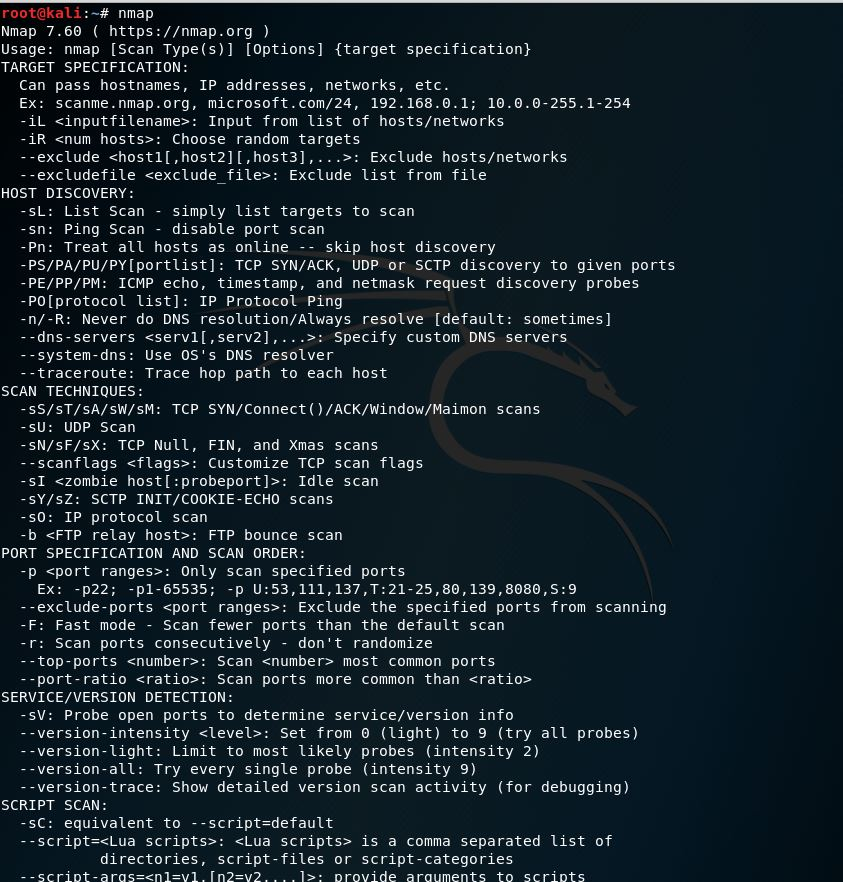 root@kali:~# nmap
Nmap 7.60 ( https://nmap.org )
Usage: nmap [Scan Type(s)] [Options] {target specification}
TARGET SPECIFICATION:
  Can pass hostnames, IP addresses, networks, etc.
  Ex: scanme.nmap.org, microsoft.com/24, 192.168.0.1; 10.0.0-255.1-254
  -iL <inputfilename>: Input from list of hosts/networks
  -iR <num hosts>: Choose random targets
  --exclude <host1[,host2][,host3],...>: Exclude hosts/networks
  --excludefile <exclude_file>: Exclude list from file
HOST DISCOVERY:
  -sL: List Scan - simply list targets to scan
  -sn: Ping Scan - disable port scan
  -Pn: Treat all hosts as online -- skip host discovery
  -PS/PA/PU/PY[portlist]: TCP SYN/ACK, UDP or SCTP discovery to given ports
  -PE/PP/PM: ICMP echo, timestamp, and netmask request discovery probes
  -PO[protocol list]: IP Protocol Ping
  -n/-R: Never do DNS resolution/Always resolve [default: sometimes]
  --dns-servers <serv1[,serv2],...>: Specify custom DNS servers
  --system-dns: Use OS's DNS resolver
  --traceroute: Trace hop path to each host
SCAN TECHNIQUES:
  -sS/sT/sA/sW/sM: TCP SYN/Connect()/ACK/Window/Maimon scans
  -sU: UDP Scan
  -sN/sF/sX: TCP Null, FIN, and Xmas scans
  --scanflags <flags>: Customize TCP scan flags
  -sI <zombie host[:probeport]>: Idle scan
  -sY/sZ: SCTP INIT/COOKIE-ECHO scans
  -sO: IP protocol scan
  -b <FTP relay host>: FTP bounce scan
PORT SPECIFICATION AND SCAN ORDER:
  -p <port ranges>: Only scan specified ports
    Ex: -p22; -p1-65535; -p U:53,111,137,T:21-25,80,139,8080,S:9
  --exclude-ports <port ranges>: Exclude the specified ports from scanning
  -F: Fast mode - Scan fewer ports than the default scan
  -r: Scan ports consecutively - don't randomize
  --top-ports <number>: Scan <number> most common ports
  --port-ratio <ratio>: Scan ports more common than <ratio>
SERVICE/VERSION DETECTION:
  -sV: Probe open ports to determine service/version info
  --version-intensity <level>: Set from 0 (light) to 9 (try all probes)
  --version-light: Limit to most likely probes (intensity 2)
  --version-all: Try every single probe (intensity 9)
  --version-trace: Show detailed version scan activity (for debugging)
SCRIPT SCAN:
  -sC: equivalent to --script=default
  --script=<Lua scripts>: <Lua scripts> is a comma separated list of
           directories, script-files or script-categories
  --script-args=<n1=v1,[n2=v2,...]>: provide arguments to scripts